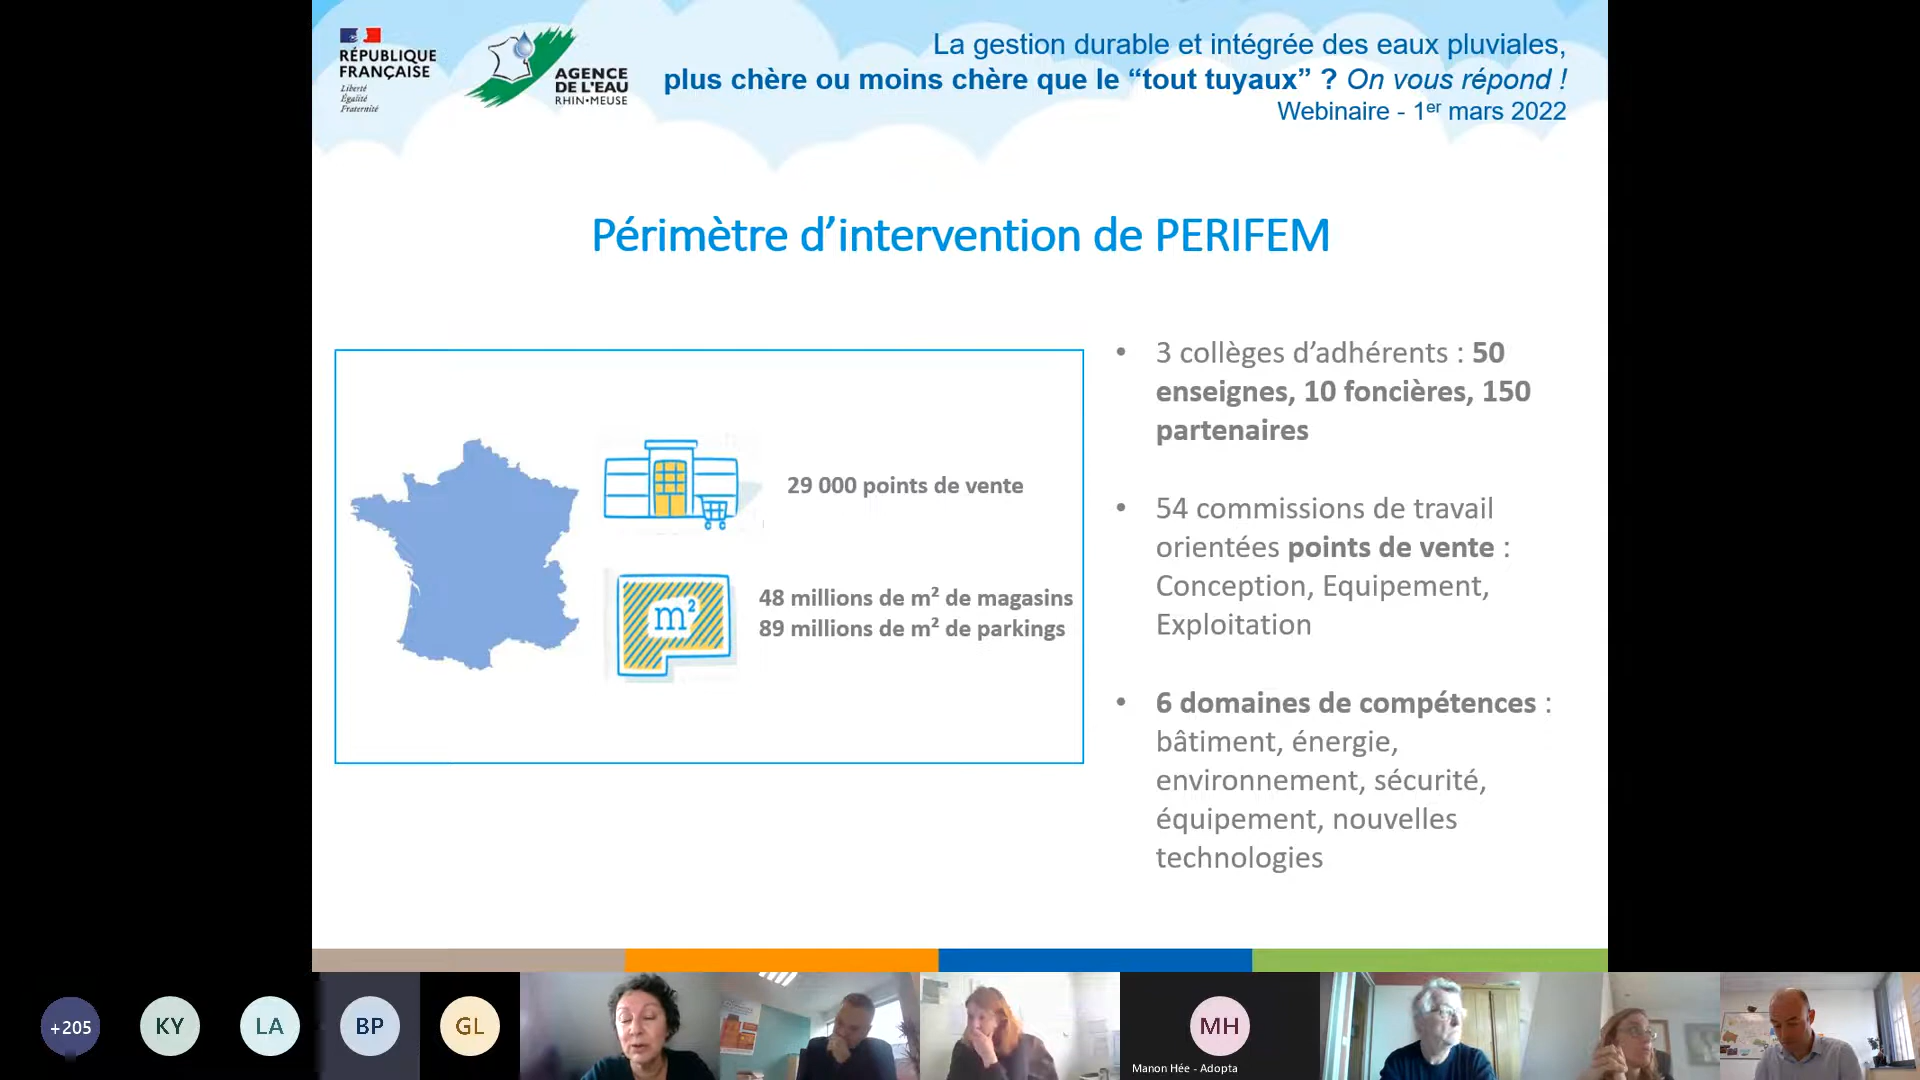 RÉPUBLIQUE
FRANÇAISE
Liberté
Égalité
Fraternité
AGENCE
DE L'EAU
RHIN•MEUSE
La gestion durable et intégrée des eaux pluviales,
plus chère ou moins chère que le “tout tuyaux” ? On vous répond !
Webinaire - 1er mars 2022
Périmètre d’intervention de PERIFEM
29 000 points de vente
m²
48 millions de m² de magasins
89 millions de m² de parkings
• 3 collèges d’adhérents : 50
enseignes, 10 foncières, 150
partenaires
• 54 commissions de travail
orientées points de vente :
Conception, Equipement,
Exploitation
• 6 domaines de compétences :
bâtiment, énergie,
environnement, sécurité,
équipement, nouvelles
technologies
+205
KY
LA
BP
GL
MH
Manon Hée - Adopta